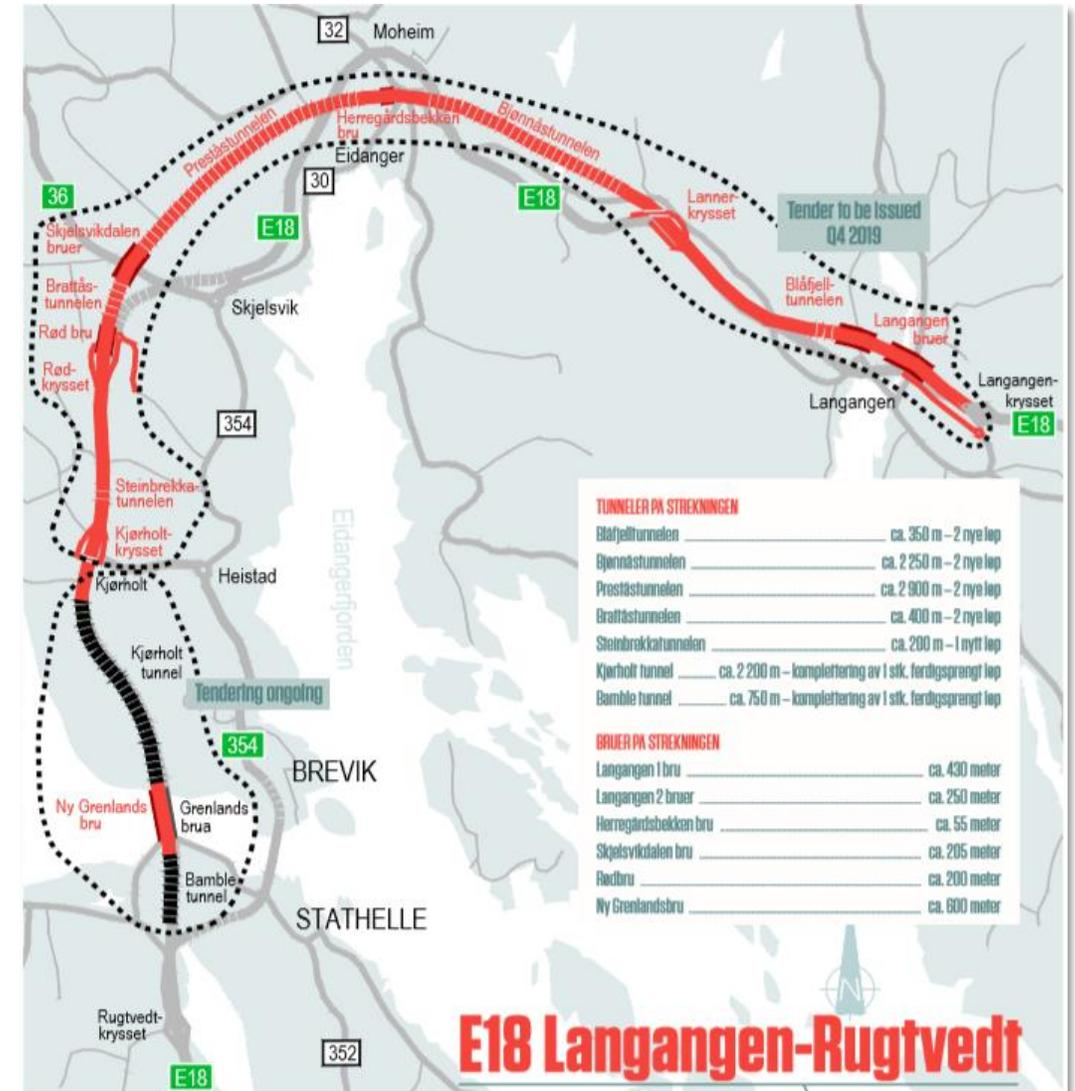 32
Moheim
Bjønnåstunnelen
Preståstunnelen
Herregårdsbekken
bru
Eidanger
30
36
E18
E18
Lanner-
krysset
Tender to be Issued
Q4 2019
Skjelsvikdalen
bruer
Brattås-
tunnelen
Skjelsvik
Blåfjell-
tunnelen
Rød bru
Langangen
bruer
Rød-
krysset
Langangen-
krysset
Langangen
E18
354
Steinbrekka-
tunnelen
Kjørholt-
krysset
Eidangerfjorden
Kjørholt
Heistad
Kjørholt
tunnel
Tendering ongoing
354
BREVIK
Ny Grenlands
bru
Grenlands
brua
Bamble
tunnel
STATHELLE
Rugtvedt-
krysset
352
E18
TUNNELER PÅ STREKNINGEN
Blåfjelltunnelen ca. 350 m – 2 nye løp
Bjønnåstunnelen ca. 2 250 m – 2 nye løp
Preståstunnelen ca. 2 900 m – 2 nye løp
Brattåstunnelen ca. 400 m – 2 nye løp
Steinbrekkatunnelen ca. 200 m – 1 nytt løp
Kjørholt tunnel ca. 2 200 m – komplettering av 1 stk. ferdigsprengt løp
Bamble tunnel ca. 750 m – komplettering av 1 stk. ferdigsprengt løp
BRUER PÅ STREKNINGEN
Langangen 1 bru ca. 430 meter
Langangen 2 bruer ca. 250 meter
Herregårdsbekken bru ca. 55 meter
Skjelsvikdalen bru ca. 205 meter
Rødbru ca. 200 meter
Ny Grenlandsbru ca. 600 meter
N
E18 Langangen-Rugtvedt